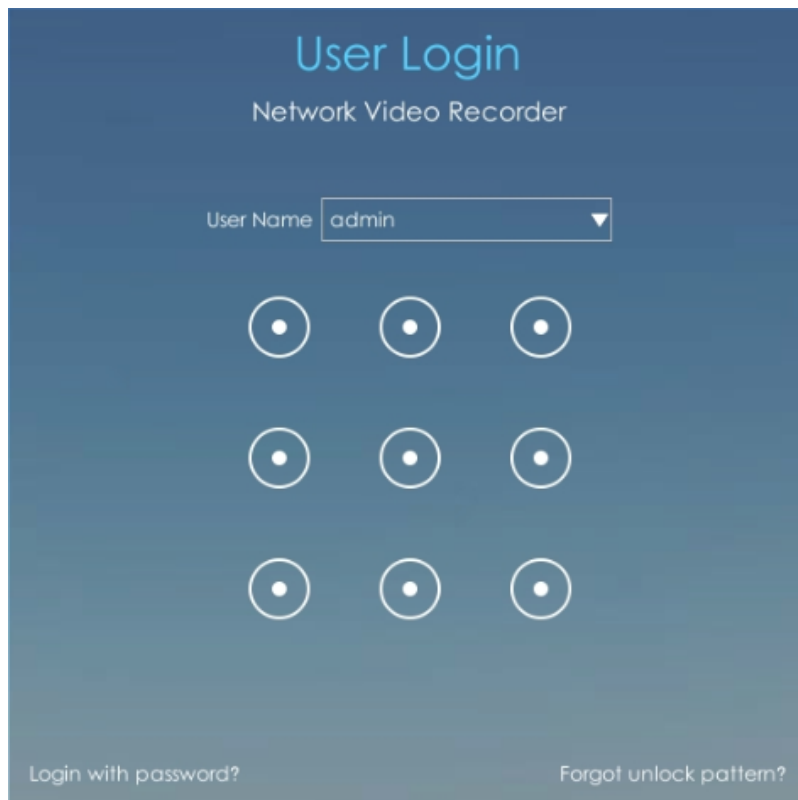 User Login
Network Video Recorder
User Name admin
Login with password? Forgot unlock pattern?